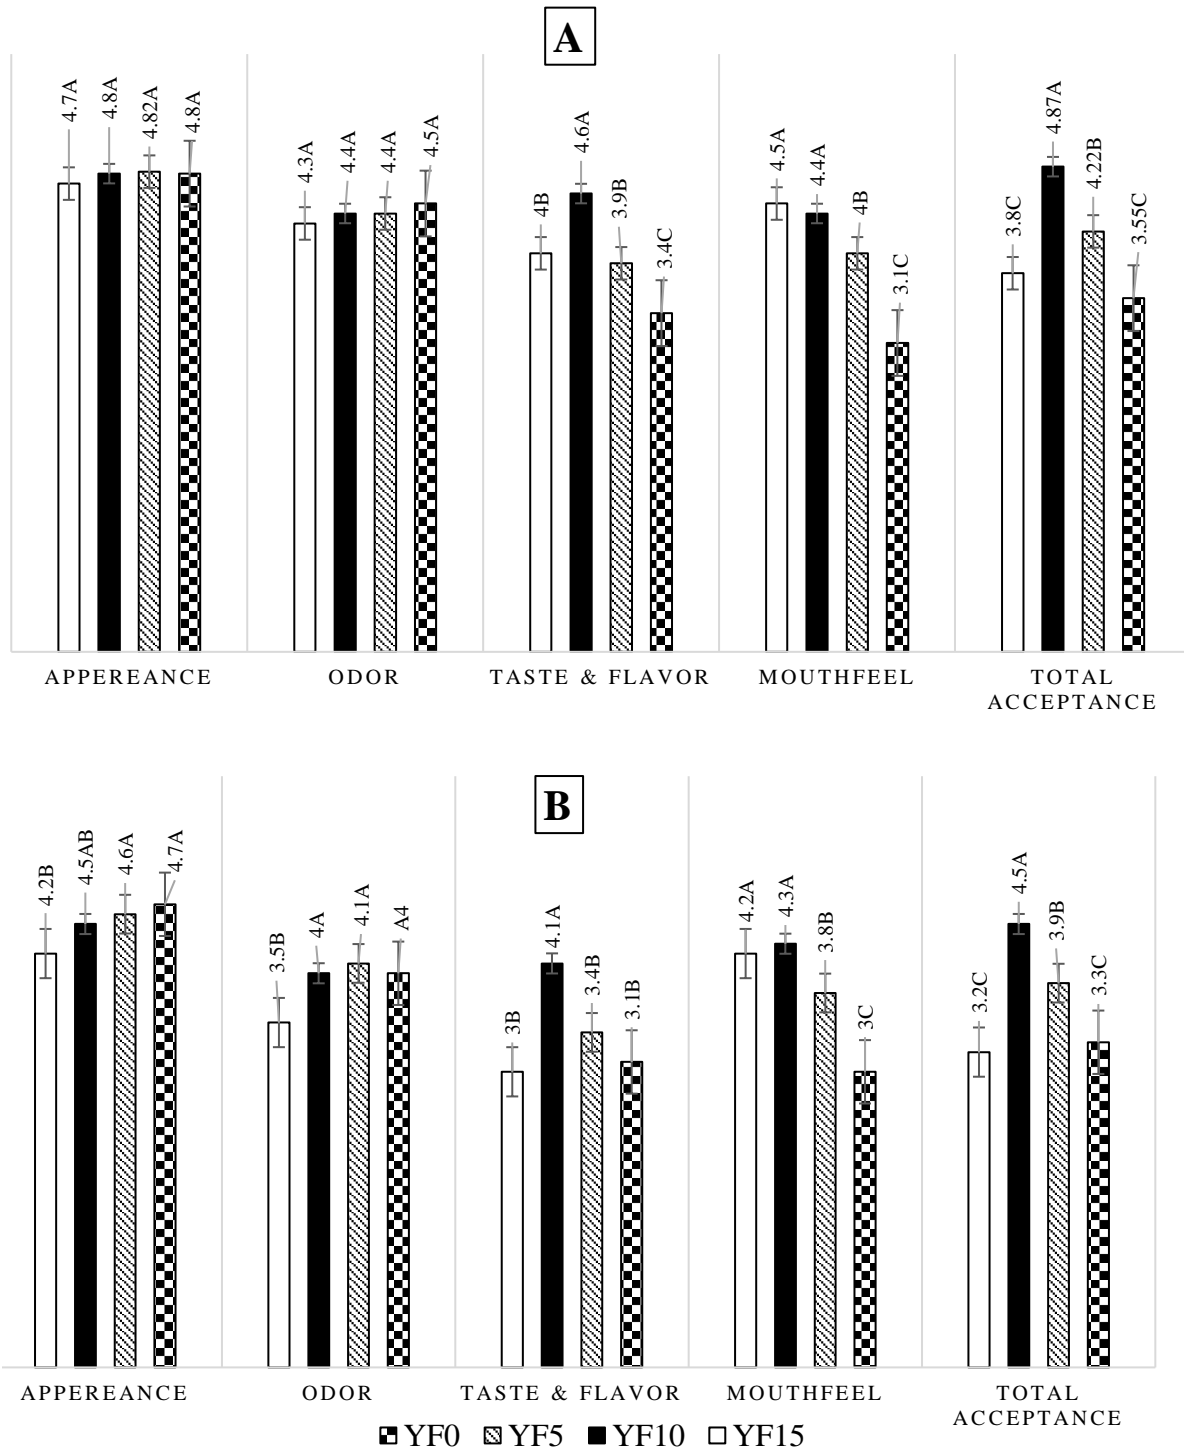 A
4.7A
4.8A
4.82A
4.8A
4.3A
4.4A
4.4A
4.5A
4B
4.6A
3.9B
3.4C
4.5A
4.4A
4B
3.1C
3.8C
4.87A
4.22B
3.55C
APPEREANCE
ODOR
TASTE & FLAVOR
MOUTHFEEL
TOTAL
ACCEPTANCE
B
4.2B
4.5AB
4.6A
4.7A
3.5B
4A
4.1A
A4
3B
4.1A
3.4B
3.1B
4.2A
4.3A
3.8B
3C
3.2C
4.5A
3.9B
3.3C
APPEREANCE
ODOR
TASTE & FLAVOR
MOUTHFEEL
TOTAL
ACCEPTANCE
YF0 YF5 YF10 YF15